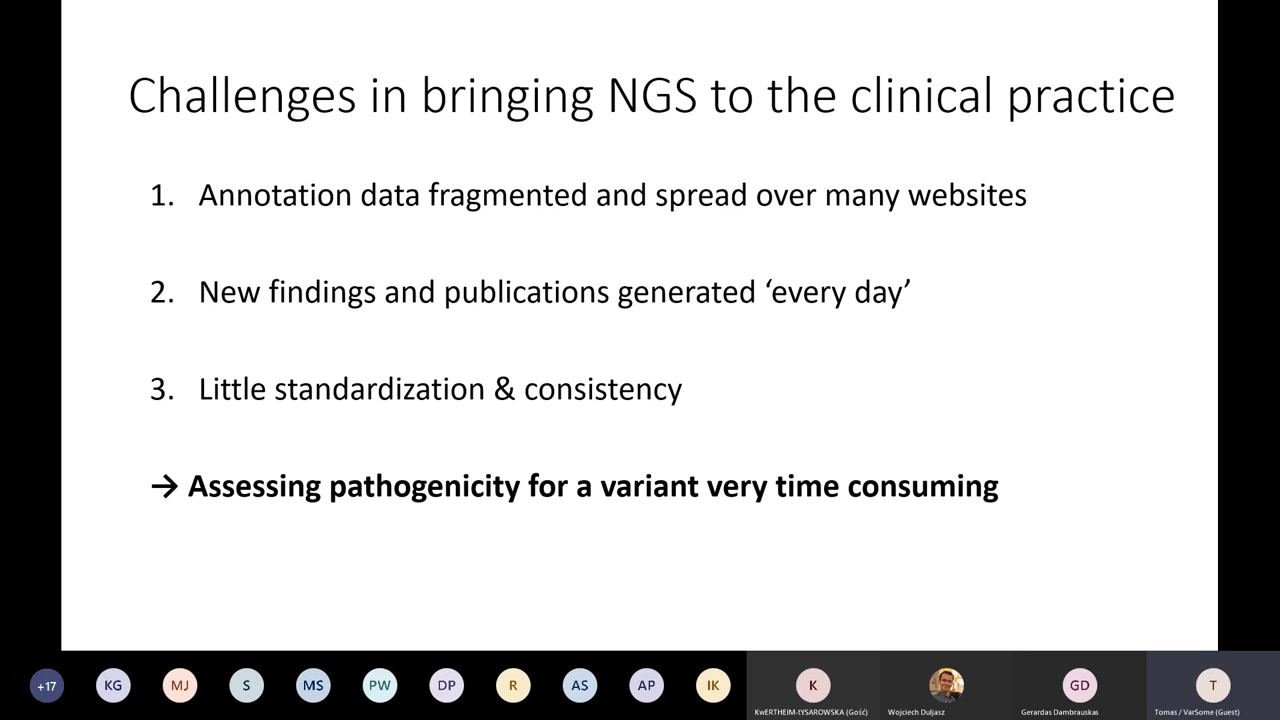 Challenges in bringing NGS to the clinical practice
1. Annotation data fragmented and spread over many websites
2. New findings and publications generated ‘every day’
3. Little standardization & consistency
→ Assessing pathogenicity for a variant very time consuming
+17 KG MJ S MS PW DP R AS AP IK K GD T
KwERTHEIM-tYSAROWSKA (Gość) Wojciech Duljasz Gerardas Dambrauskas Tomas / VarSome (Guest)